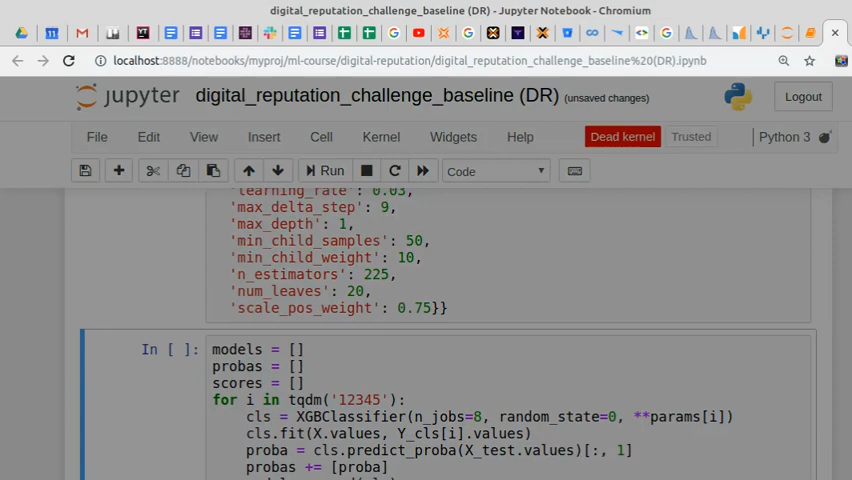 digital_reputation_challenge_baseline (DR) - Jupyter Notebook - Chromium
localhost:8888/notebooks/myproj/ml-course/digital-reputation/digital_reputation_challenge_baseline%20(DR).ipynb
jupyter digital_reputation_challenge_baseline (DR) (unsaved changes) Logout
File Edit View Insert Cell Kernel Widgets Help Dead kernel Trusted Python 3
Run Code
'learning_rate': 0.03,
'max_delta_step': 9,
'max_depth': 1,
'min_child_samples': 50,
'min_child_weight': 10,
'n_estimators': 225,
'num_leaves': 20,
'scale_pos_weight': 0.75}}
In [ ]: models = []
probas = []
scores = []
for i in tqdm('12345'):
cls = XGBClassifier(n_jobs=8, random_state=0, **params[i])
cls.fit(X.values, Y_cls[i].values)
proba = cls.predict_proba(X_test.values)[:, 1]
probas += [proba]